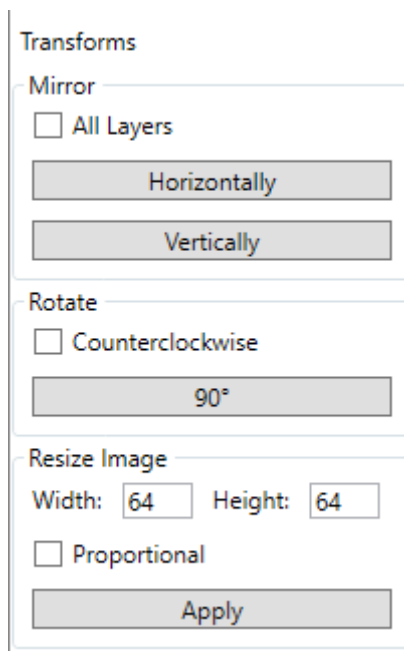 Transforms
Mirror
All Layers
Horizontally
Vertically
Rotate
Counterclockwise
90°
Resize Image
Width: 64 Height: 64
Proportional
Apply